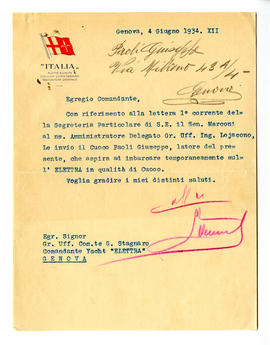 Genova, 4 Giugno 1934. XII
"ITALIA"
Paoli Giuseppe
Via Milano 43 a/
Genova
Egregio Comandante,
Con riferimento alla lettera 1° corrente del-
la Segreteria Particolare di S.E. il Sen. Marconi
al ns. Amministratore Delegato Gr. Uff. Ing. Lojacono,
Le invio il Cuoco Paoli Giuseppe, latore del pre-
sente, che aspira ad imbarcare temporaneamente sul-
l' ELETTRA in qualità di Cuoco.
Voglia gradire i miei distinti saluti.
Egr. Signor
Gr. Uff. Com.te G. Stagnaro
Comandante Yacht "ELETTRA"
GENOVA